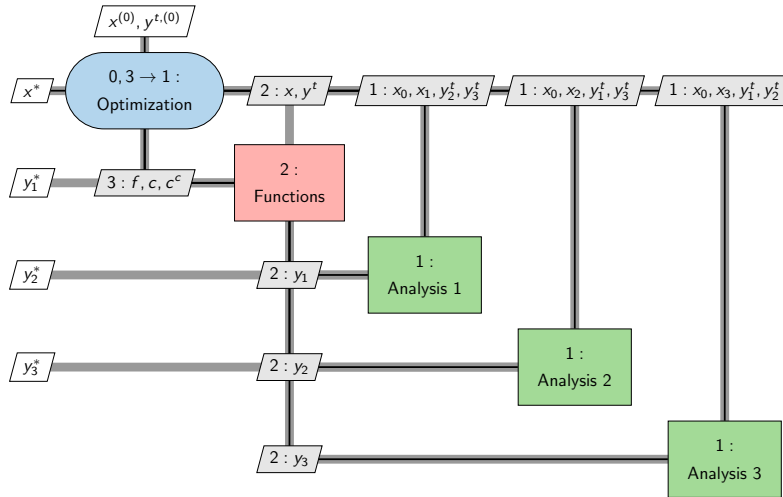 x^{(0)}, y^{t,(0)}
x^*
0, 3 → 1 :
Optimization
2 : x, y^t
1 : x_0, x_1, y_2^t, y_3^t
1 : x_0, x_2, y_1^t, y_3^t
1 : x_0, x_3, y_1^t, y_2^t
y_1^*
3 : f, c, c^c
2 :
Functions
y_2^*
2 : y_1
1 :
Analysis 1
y_3^*
2 : y_2
1 :
Analysis 2
2 : y_3
1 :
Analysis 3